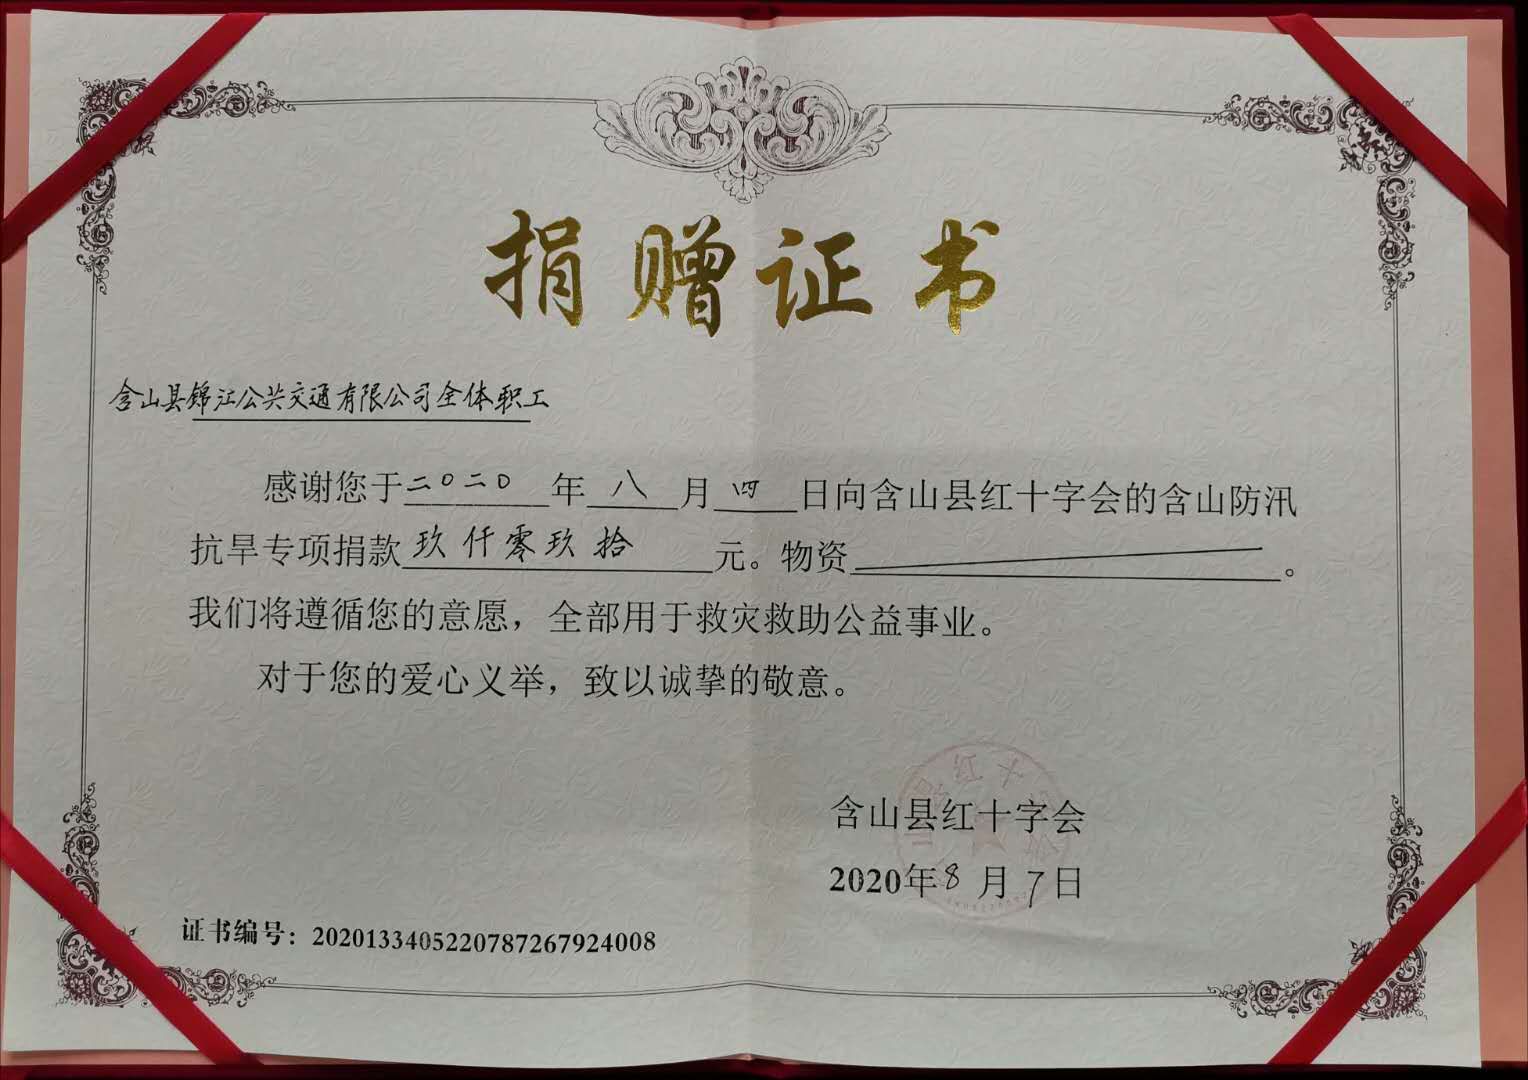 捐赠证书
含山县锦江公共交通有限公司全体职工
感谢您于二〇二〇年八月四日向含山县红十字会的含山防汛
抗旱专项捐款玖仟零玖拾元。物资。
我们将遵循您的意愿，全部用于救灾救助公益事业。
对于您的爱心义举，致以诚挚的敬意。
含山县红十字会
2020年8月7日
证书编号：2020133405220787267924008